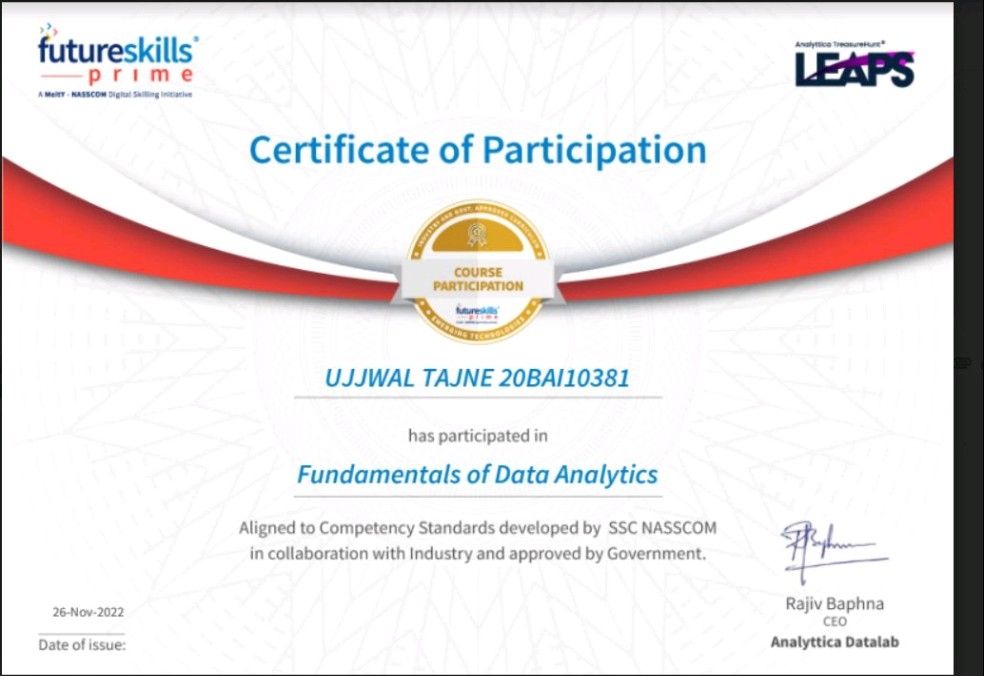 futureskills
prime
A MeitY - NASSCOM Digital Skilling Initiative
Analyttica TreasureHunt®
LEAPS
Certificate of Participation
INDUSTRY AND GOVT. APPROVED CURRICULUM
COURSE
PARTICIPATION
futureskills
prime
EMERGING TECHNOLOGIES
UJJWAL TAJNE 20BAI10381
has participated in
Fundamentals of Data Analytics
Aligned to Competency Standards developed by SSC NASSCOM
in collaboration with Industry and approved by Government.
26-Nov-2022
Date of issue:
Rajiv Baphna
CEO
Analyttica Datalab